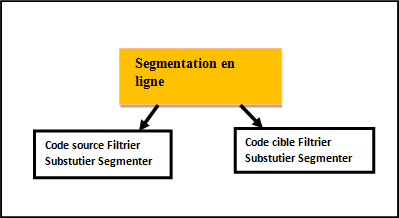 Segmentation en
ligne
Code source Filtrier
Substutier Segmenter
Code cible Filtrier
Substutier Segmenter